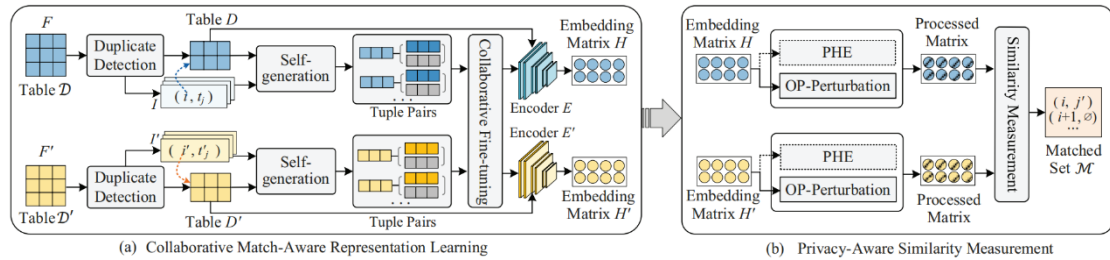 F
Table 𝒟
Duplicate
Detection
Table D
I
(i, t_j)
Self-
generation
...
Tuple Pairs
Collaborative Fine-tuning
Encoder E
Embedding
Matrix H
F'
Table 𝒟'
Duplicate
Detection
I'
(j', t'_j)
Table D'
Self-
generation
...
Tuple Pairs
Encoder E'
Embedding
Matrix H'
(a) Collaborative Match-Aware Representation Learning
Embedding
Matrix H
PHE
OP-Perturbation
Processed
Matrix
Embedding
Matrix H'
PHE
OP-Perturbation
Processed
Matrix
Similarity Measurement
(i, j')
(i+1, ∅)
...
Matched
Set ℳ
(b) Privacy-Aware Similarity Measurement